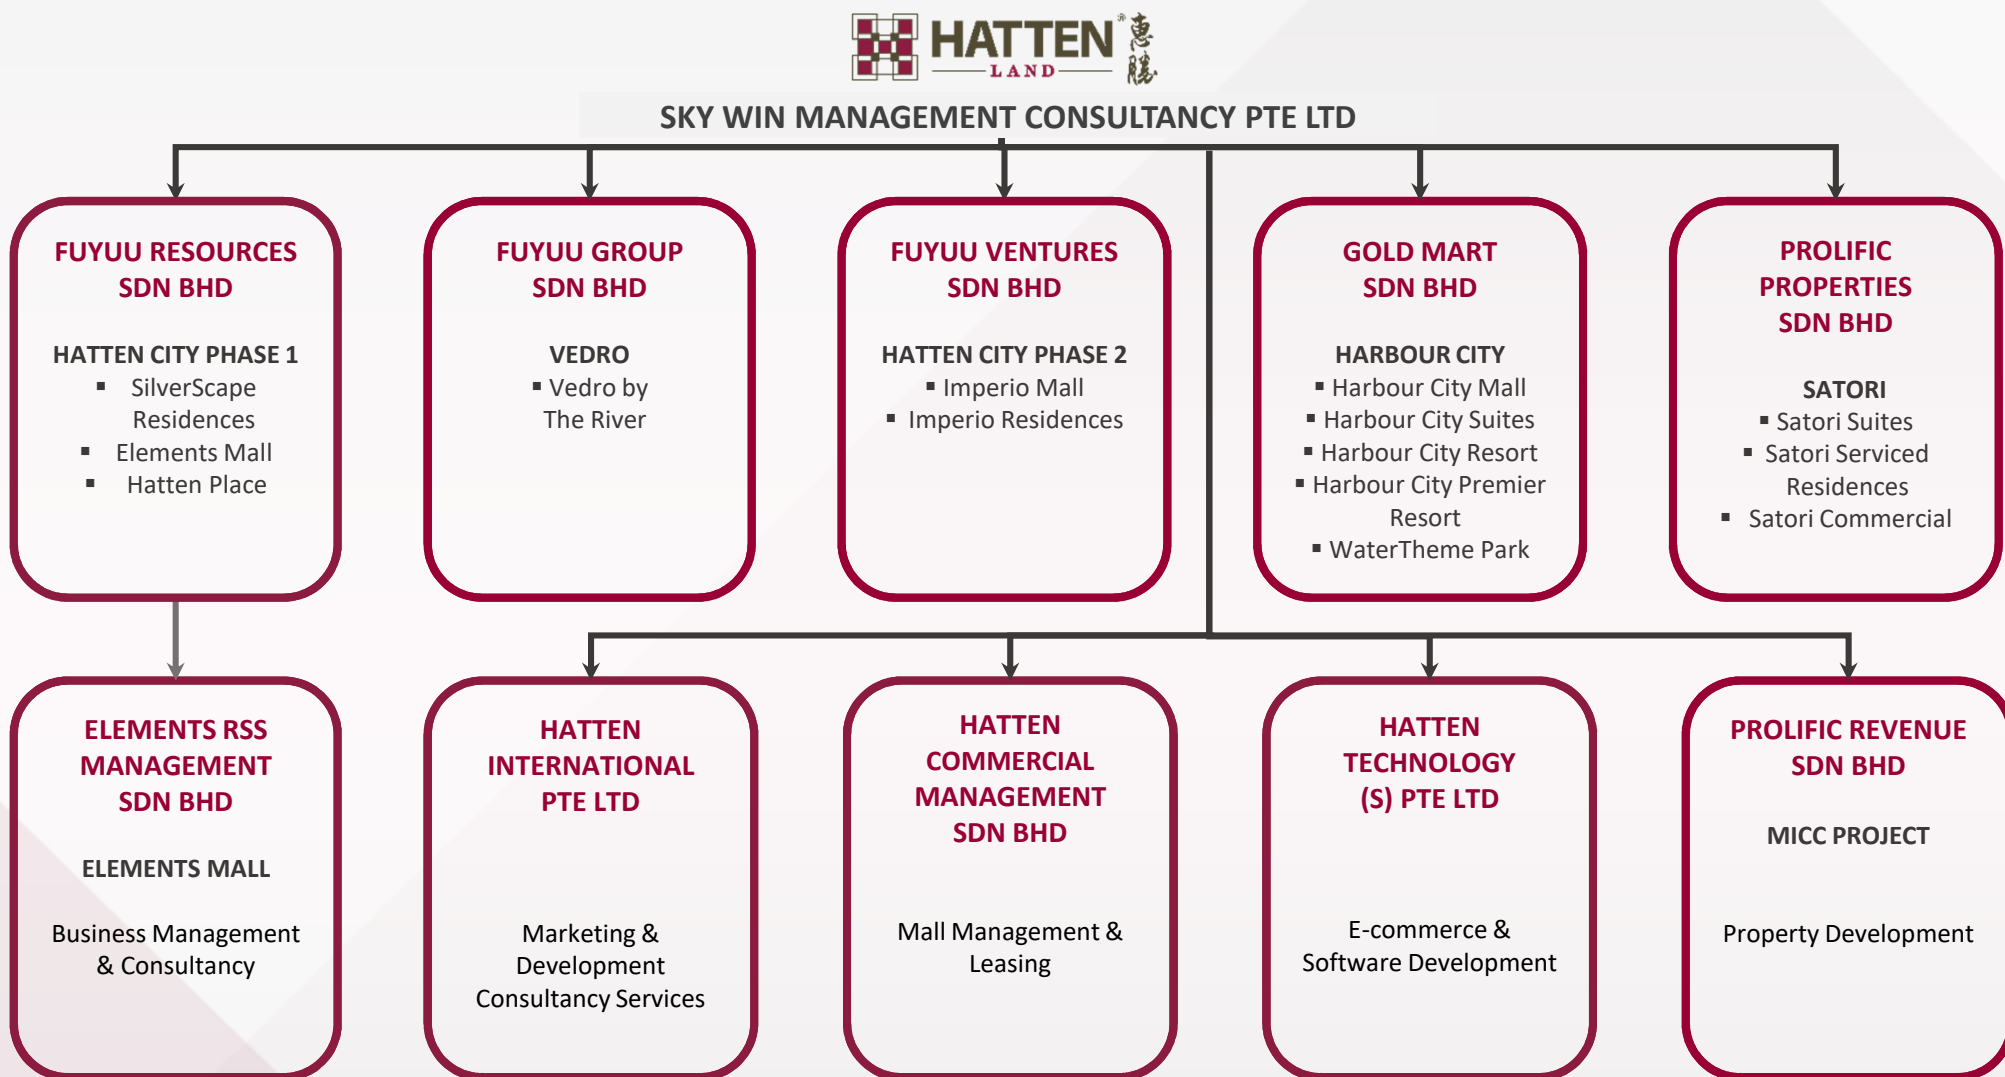 HATTEN®
LAND
惠勝
SKY WIN MANAGEMENT CONSULTANCY PTE LTD
FUYUU RESOURCES
SDN BHD
HATTEN CITY PHASE 1
▪ SilverScape
Residences
▪ Elements Mall
▪ Hatten Place
FUYUU GROUP
SDN BHD
VEDRO
▪ Vedro by
The River
FUYUU VENTURES
SDN BHD
HATTEN CITY PHASE 2
▪ Imperio Mall
▪ Imperio Residences
GOLD MART
SDN BHD
HARBOUR CITY
▪ Harbour City Mall
▪ Harbour City Suites
▪ Harbour City Resort
▪ Harbour City Premier
Resort
▪ WaterTheme Park
PROLIFIC
PROPERTIES
SDN BHD
SATORI
▪ Satori Suites
▪ Satori Serviced
Residences
▪ Satori Commercial
ELEMENTS RSS
MANAGEMENT
SDN BHD
ELEMENTS MALL
Business Management
& Consultancy
HATTEN
INTERNATIONAL
PTE LTD
Marketing &
Development
Consultancy Services
HATTEN
COMMERCIAL
MANAGEMENT
SDN BHD
Mall Management &
Leasing
HATTEN
TECHNOLOGY
(S) PTE LTD
E-commerce &
Software Development
PROLIFIC REVENUE
SDN BHD
MICC PROJECT
Property Development